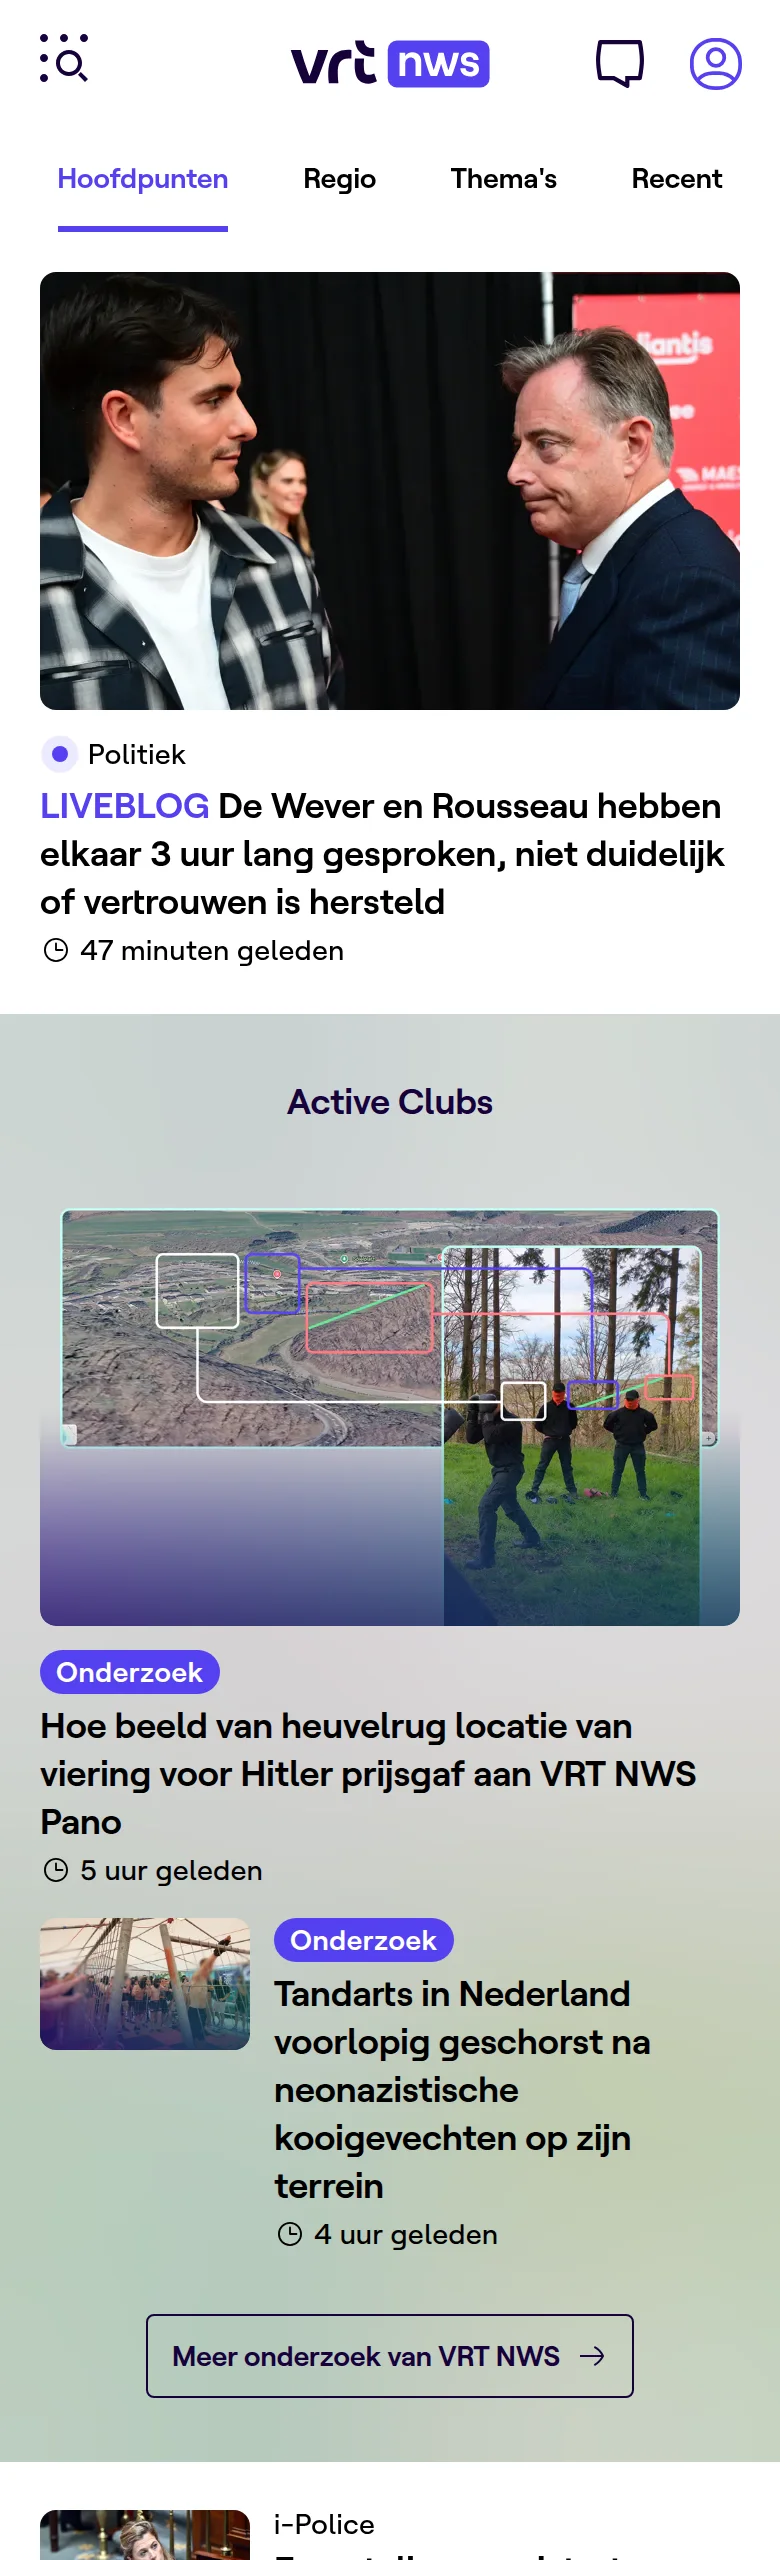 vrt nws
Hoofdpunten Regio Thema's Recent
liantis
MAES
Politiek
LIVEBLOG De Wever en Rousseau hebben
elkaar 3 uur lang gesproken, niet duidelijk
of vertrouwen is hersteld
47 minuten geleden
Active Clubs
Onderzoek
Hoe beeld van heuvelrug locatie van
viering voor Hitler prijsgaf aan VRT NWS
Pano
5 uur geleden
Onderzoek
Tandarts in Nederland
voorlopig geschorst na
neonazistische
kooigevechten op zijn
terrein
4 uur geleden
Meer onderzoek van VRT NWS
i-Police